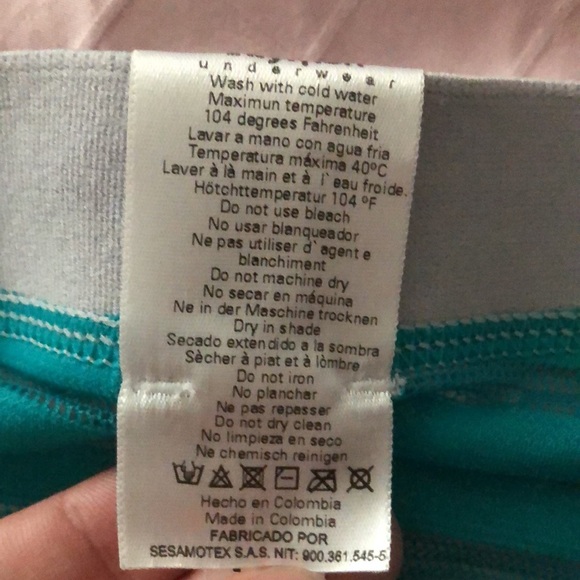 underwear
Wash with cold water
Maximun temperature
104 degrees Fahrenheit
Lavar a mano con agua fria
Temperatura máxima 40ºC
Laver à là main et à l`eau froide.
Hötchttemperatur 104 ºF
Do not use bleach
No usar blanqueador
Ne pas utiliser d`agent e
blanchiment
Do not machine dry
No secar en máquina
Ne in der Maschine trocknen
Dry in shade
Secado extendido a la sombra
Sècher à piat et à lòmbre
Do not iron
No planchar
Ne pas repasser
Do not dry clean
No limpieza en seco
Ne chemisch reinigen
Hecho en Colombia
Made in Colombia
FABRICADO POR
SESAMOTEX S.A.S. NIT: 900.361.545-5